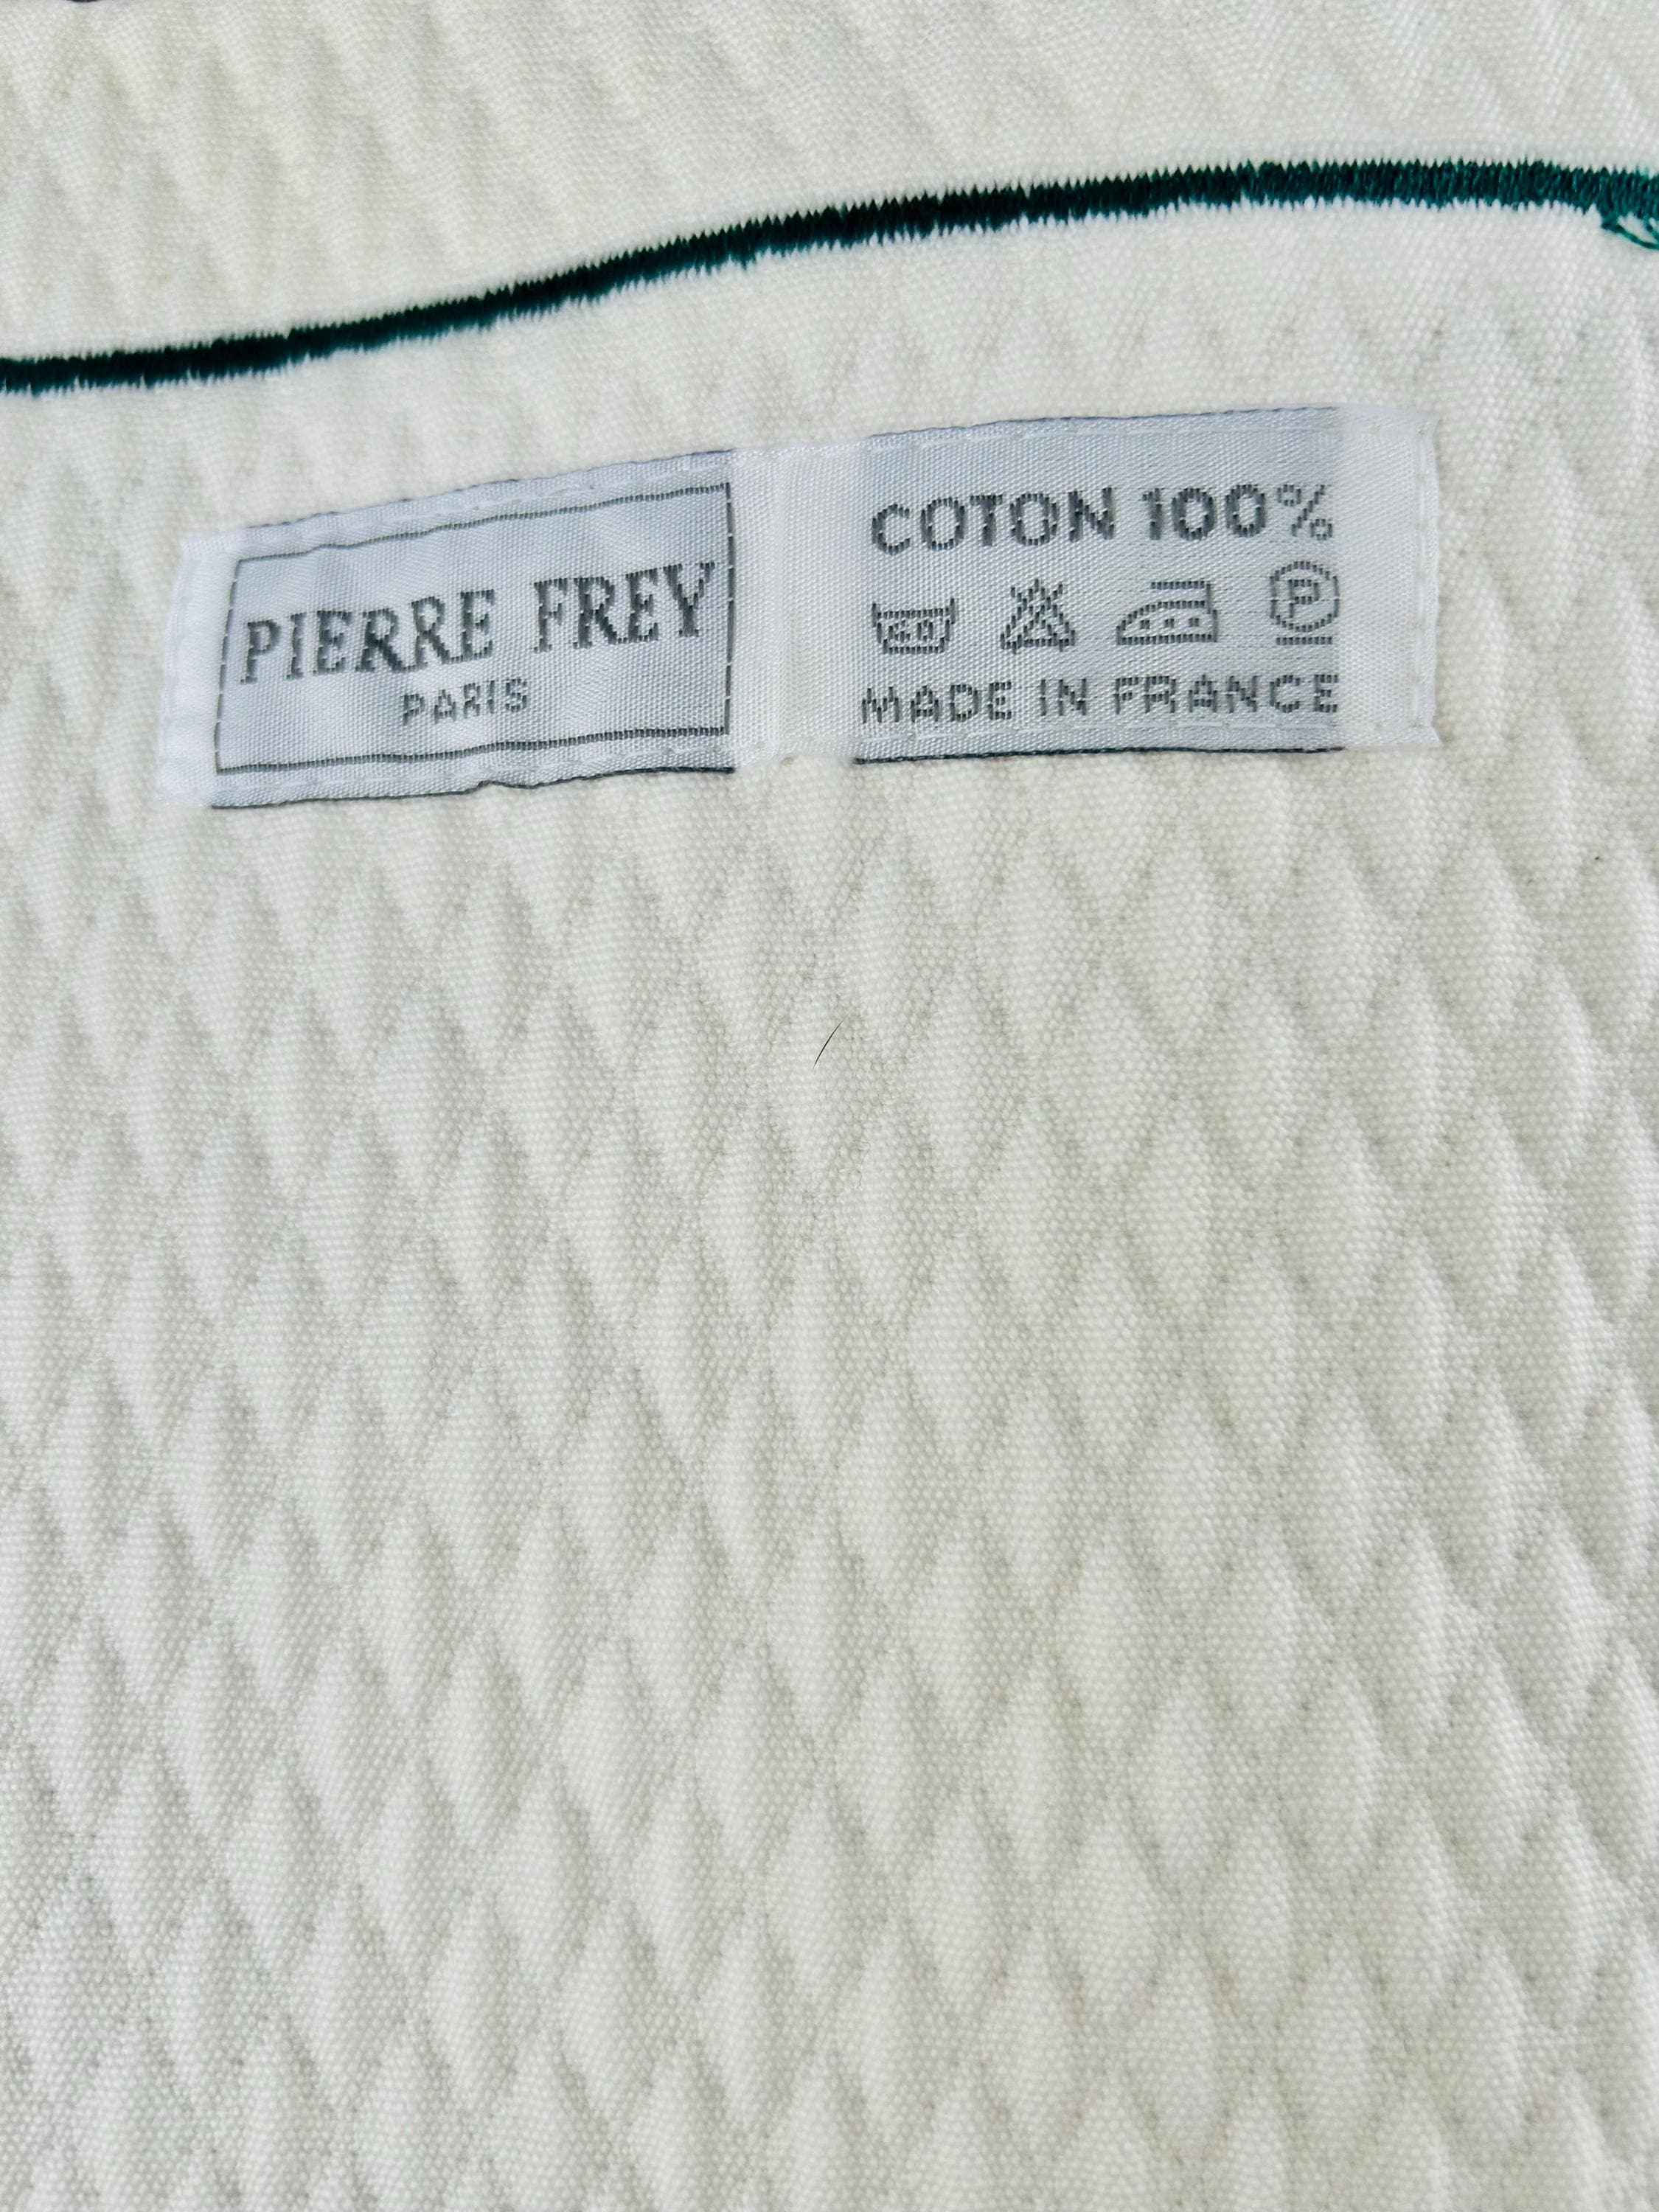 PIERRE FREY
PARIS
COTON 100%
P
MADE IN FRANCE